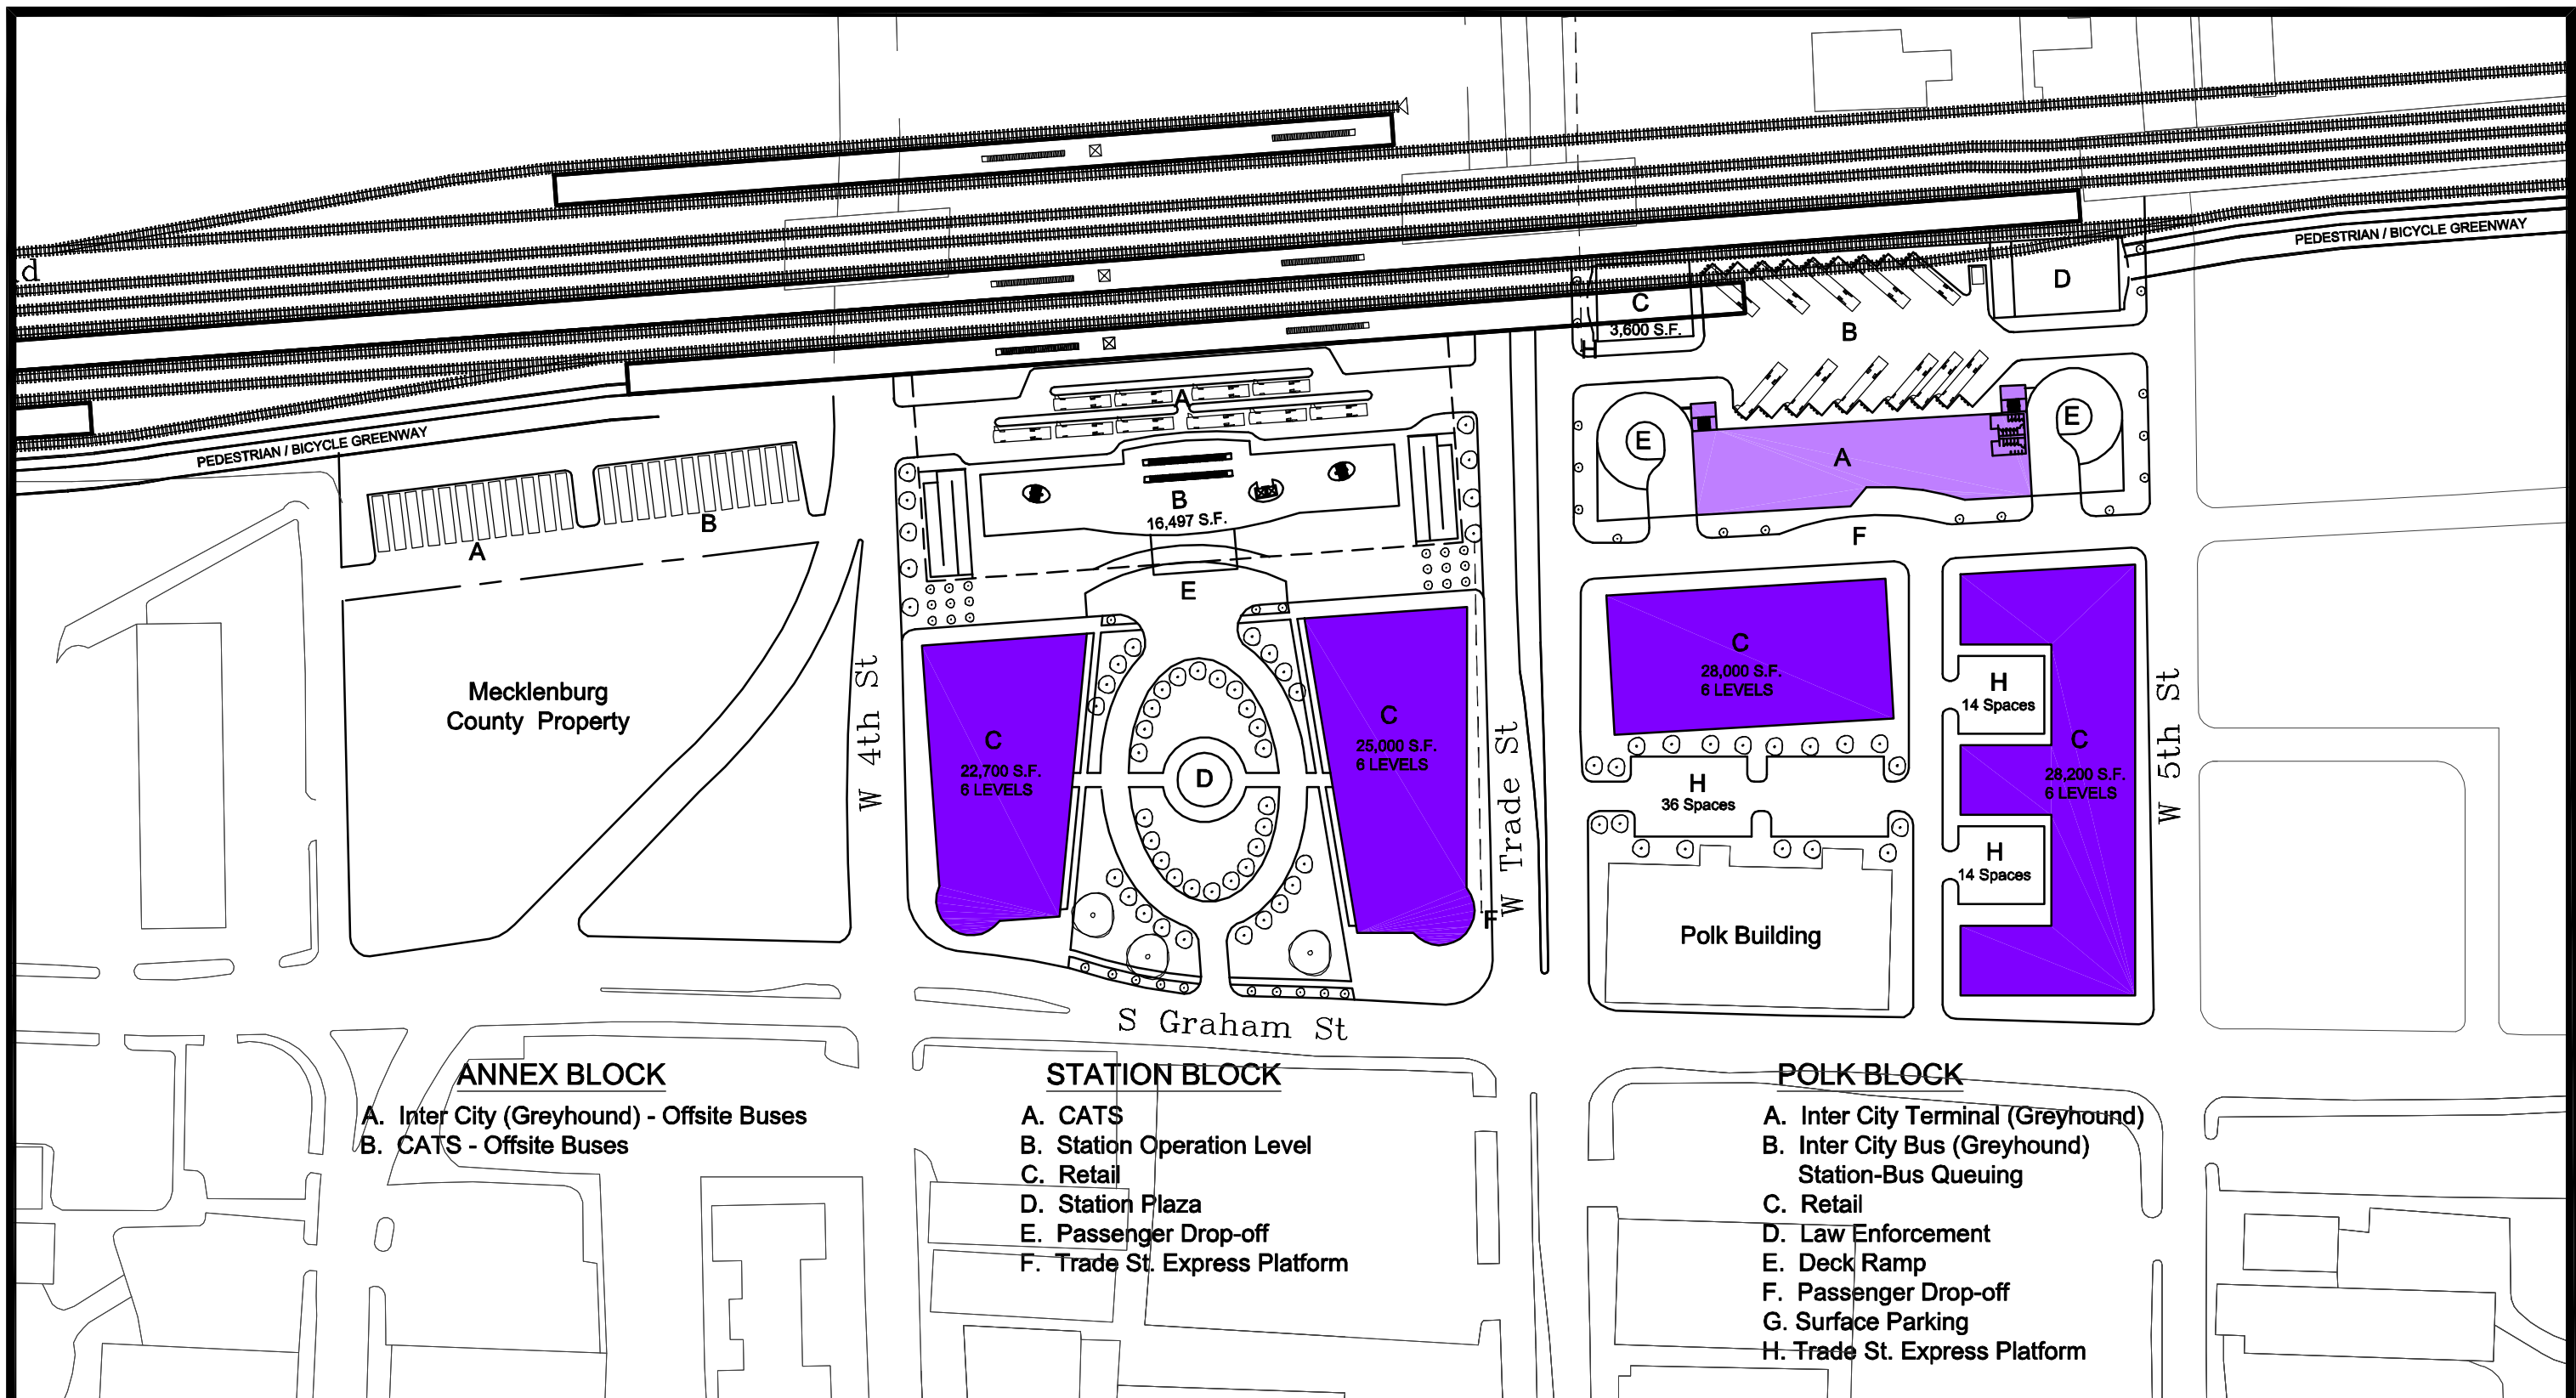 d
PEDESTRIAN / BICYCLE GREENWAY
D
C
3,600 S.F.
H
B
A
E
E
A
PEDESTRIAN / BICYCLE GREENWAY
B
16,497 S.F.
B
A
F
E
Mecklenburg
County Property
W 4th St
C
22,700 S.F.
6 LEVELS
D
C
25,000 S.F.
6 LEVELS
W Trade St
F
C
28,000 S.F.
6 LEVELS
H
36 Spaces
H
14 Spaces
C
28,200 S.F.
6 LEVELS
H
14 Spaces
W 5th St
Polk Building
S Graham St
ANNEX BLOCK
A. Inter City (Greyhound) - Offsite Buses
B. CATS - Offsite Buses
STATION BLOCK
A. CATS
B. Station Operation Level
C. Retail
D. Station Plaza
E. Passenger Drop-off
F. Trade St. Express Platform
POLK BLOCK
A. Inter City Terminal (Greyhound)
B. Inter City Bus (Greyhound)
Station-Bus Queuing
C. Retail
D. Law Enforcement
E. Deck Ramp
F. Passenger Drop-off
G. Surface Parking
H. Trade St. Express Platform